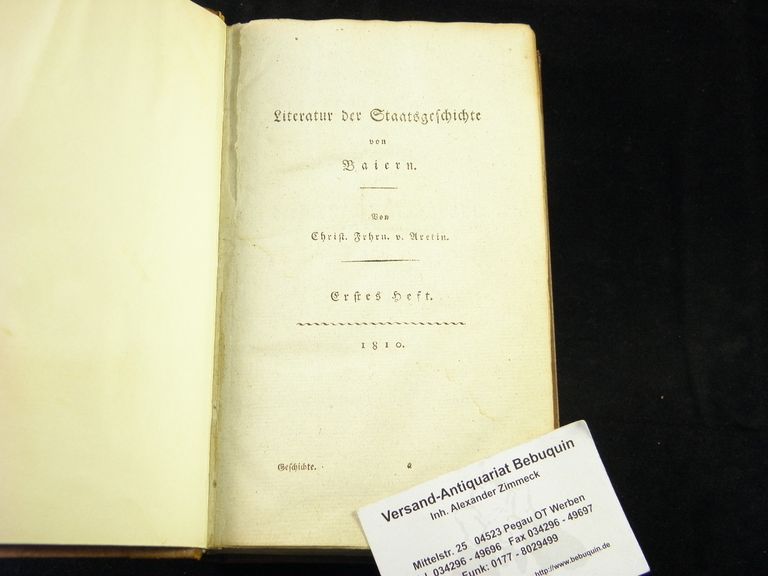 Literatur der Staatsgeschichte
von
Baiern.
Von
Christ. Frhrn. v. Aretin.
Erstes Heft.
1810.
Geschichte. a
Versand-Antiquariat Bebuquin
Inh. Alexander Zimmeck
Mittelstr. 25 04523 Pegau OT Werben
034296 - 49696 Fax 034296 - 49697
Funk: 0177 - 8029499
http://www.bebuquin.de